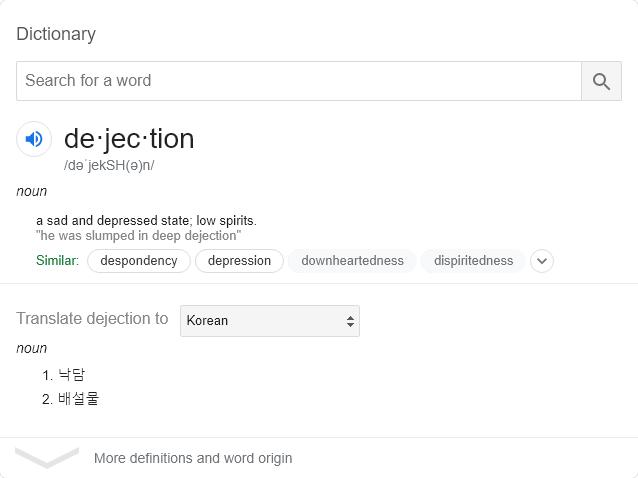 Dictionary
Search for a word
de·jec·tion
/dəˈjekSH(ə)n/
noun
a sad and depressed state; low spirits.
"he was slumped in deep dejection"
Similar: despondency depression downheartedness dispiritedness
Translate dejection to Korean
noun
1. 낙담
2. 배설물
More definitions and word origin